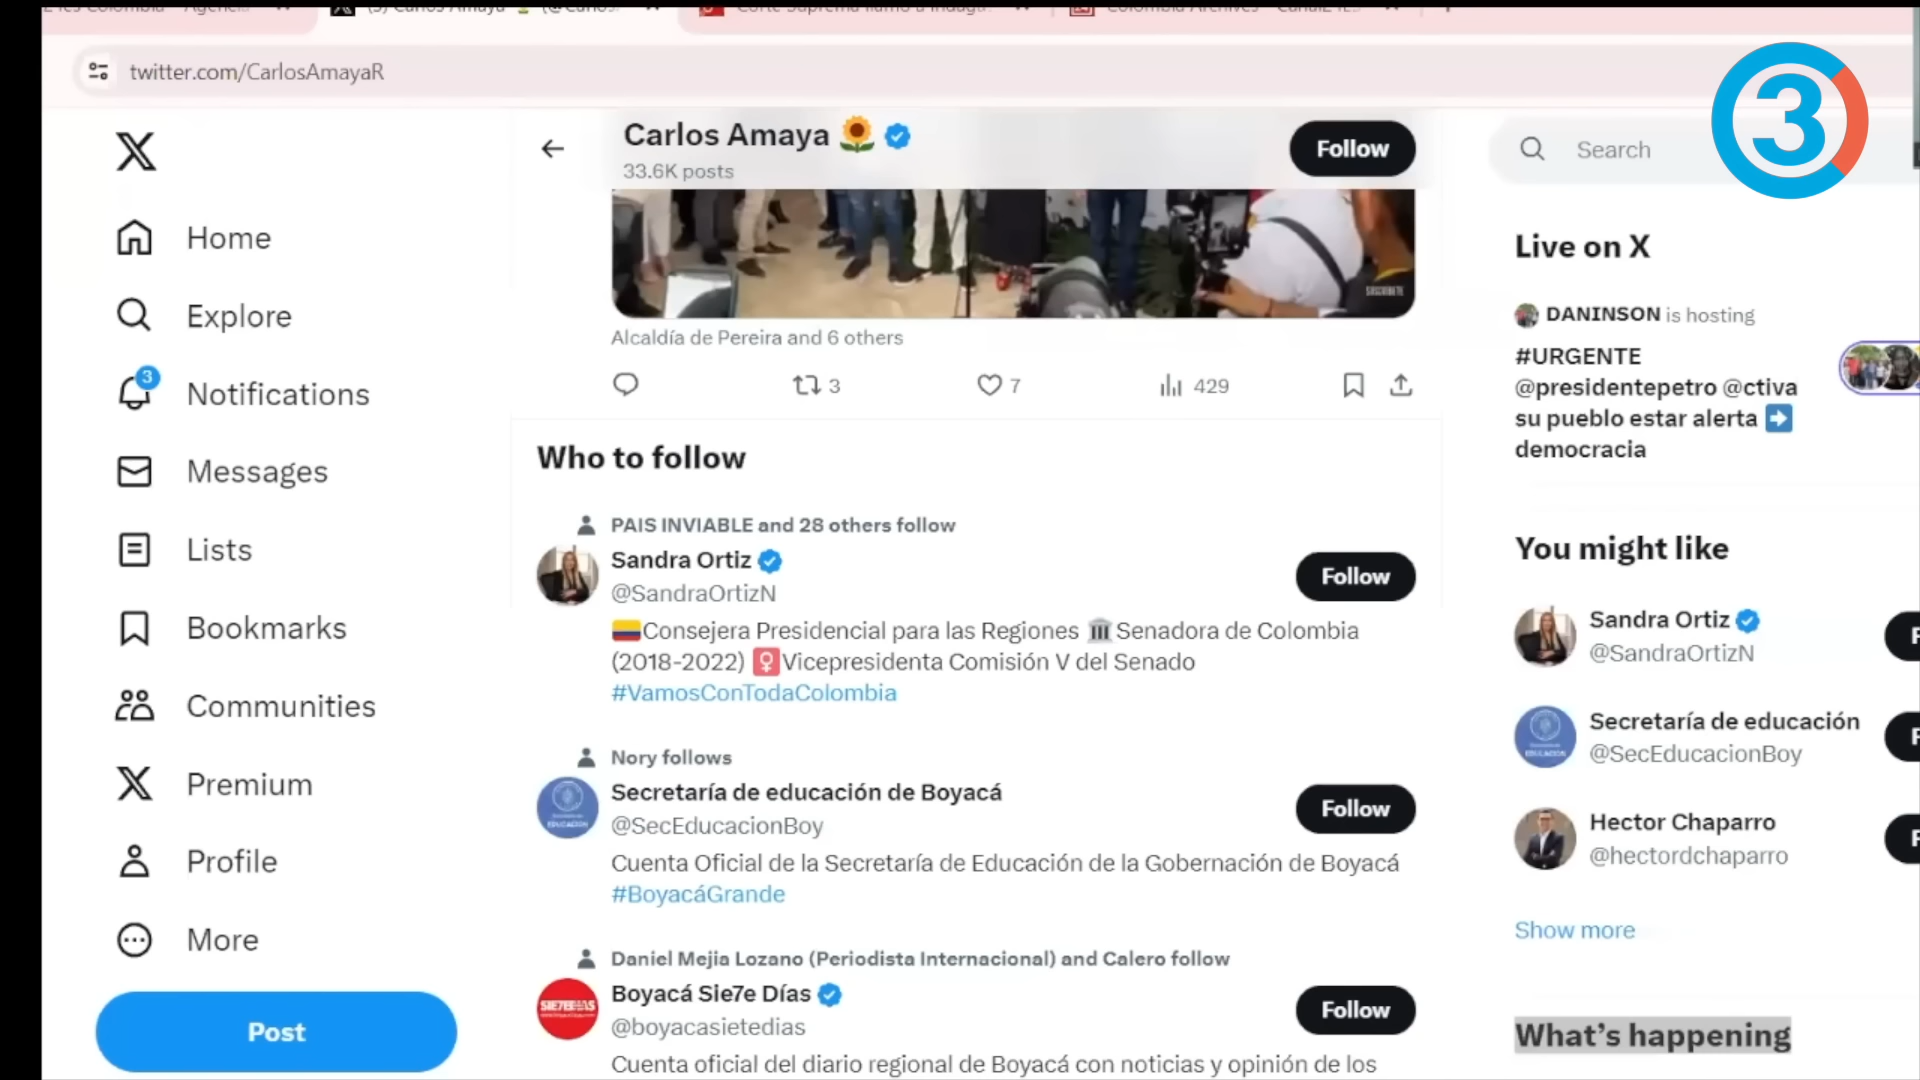 twitter.com/CarlosAmayaR
3
Carlos Amaya
33.6K posts
Follow
Search
Home
Explore
3
Notifications
Messages
Lists
Bookmarks
Communities
Premium
Profile
More
Post
SUSCRÍBETE
Alcaldía de Pereira and 6 others
3
7
429
Who to follow
PAIS INVIABLE and 28 others follow
Sandra Ortiz
@SandraOrtizN
Follow
Consejera Presidencial para las Regiones Senadora de Colombia
(2018-2022) Vicepresidenta Comisión V del Senado
#VamosConTodaColombia
Nory follows
Secretaría de educación de Boyacá
@SecEducacionBoy
Follow
Cuenta Oficial de la Secretaría de Educación de la Gobernación de Boyacá
#BoyacáGrande
Daniel Mejia Lozano (Periodista Internacional) and Calero follow
Boyacá Sie7e Días
@boyacasietedias
Follow
Cuenta oficial del diario regional de Boyacá con noticias y opinión de los
Live on X
DANINSON is hosting
#URGENTE
@presidentepetro @ctiva
su pueblo estar alerta
democracia
You might like
Sandra Ortiz
@SandraOrtizN
Secretaría de educación
@SecEducacionBoy
Hector Chaparro
@hectordchaparro
Show more
What's happening